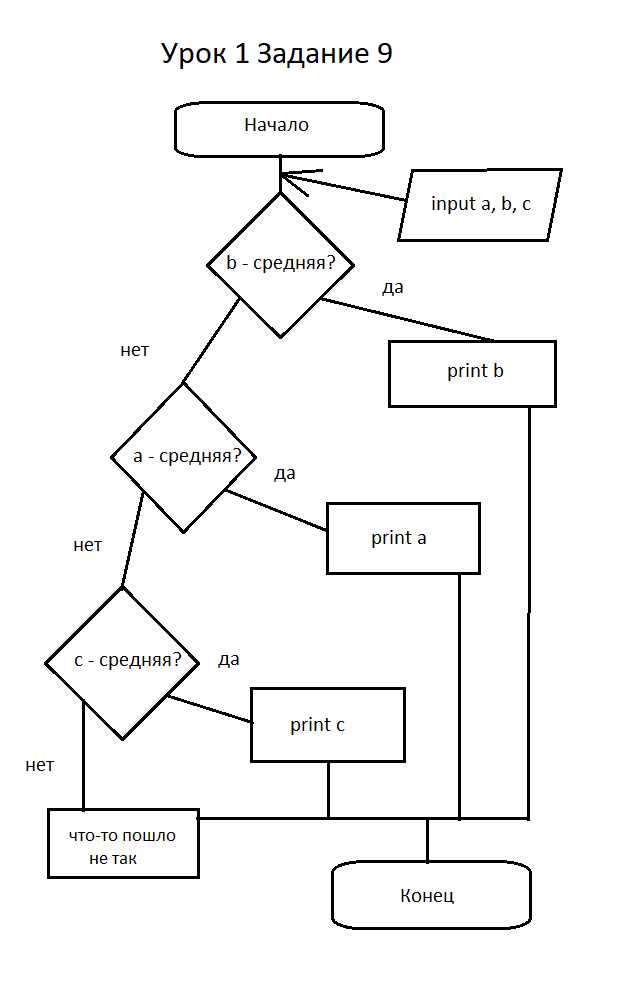 Урок 1 Задание 9
Начало
input a, b, c
b - средняя?
да
нет
print b
a - средняя?
да
print a
нет
c - средняя?
да
print c
нет
что-то пошло
не так
Конец